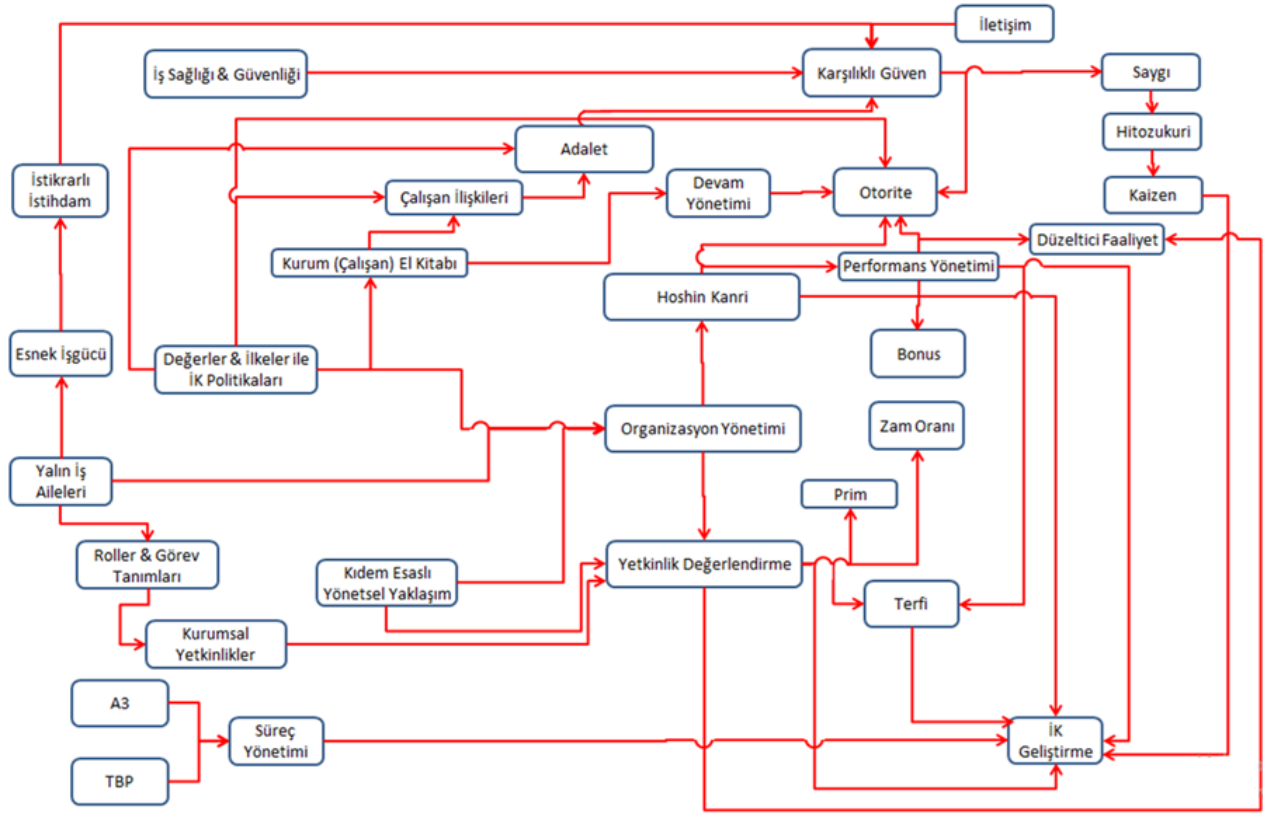 İletişim
İş Sağlığı & Güvenliği
Karşılıklı Güven
Saygı
Hitozukuri
Adalet
İstikrarlı
İstihdam
Çalışan İlişkileri
Devam
Yönetimi
Otorite
Kaizen
Düzeltici Faaliyet
Kurum (Çalışan) El Kitabı
Performans Yönetimi
Hoshin Kanri
Esnek İşgücü
Değerler & İlkeler ile
İK Politikaları
Bonus
Organizasyon Yönetimi
Zam Oranı
Yalın İş
Aileleri
Prim
Roller & Görev
Tanımları
Kıdem Esaslı
Yönetsel Yaklaşım
Yetkinlik Değerlendirme
Terfi
Kurumsal
Yetkinlikler
A3
Süreç
Yönetimi
İK
Geliştirme
TBP